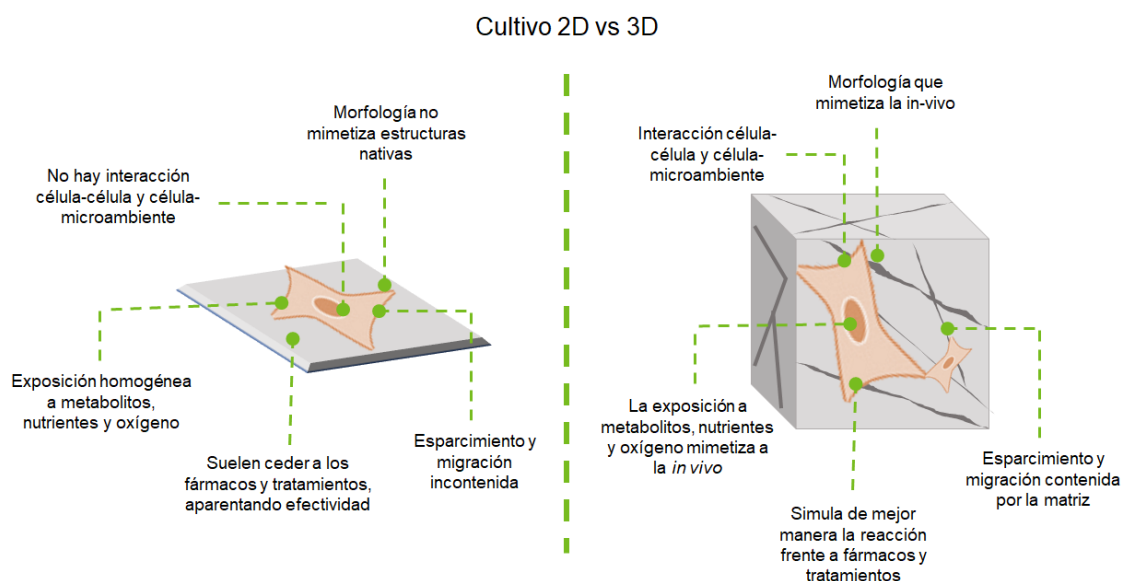 Cultivo 2D vs 3D
Morfología no
mimetiza estructuras
nativas
No hay interacción
célula-célula y célula-
microambiente
Exposición homogénea
a metabolitos,
nutrientes y oxígeno
Suelen ceder a los
fármacos y tratamientos,
aparentando efectividad
Esparcimiento y
migración
incontenida
Morfología que
mimetiza la in-vivo
Interacción célula-
célula y célula-
microambiente
La exposición a
metabolitos, nutrientes
y oxígeno mimetiza a
la in vivo
Simula de mejor
manera la reacción
frente a fármacos y
tratamientos
Esparcimiento y
migración contenida
por la matriz